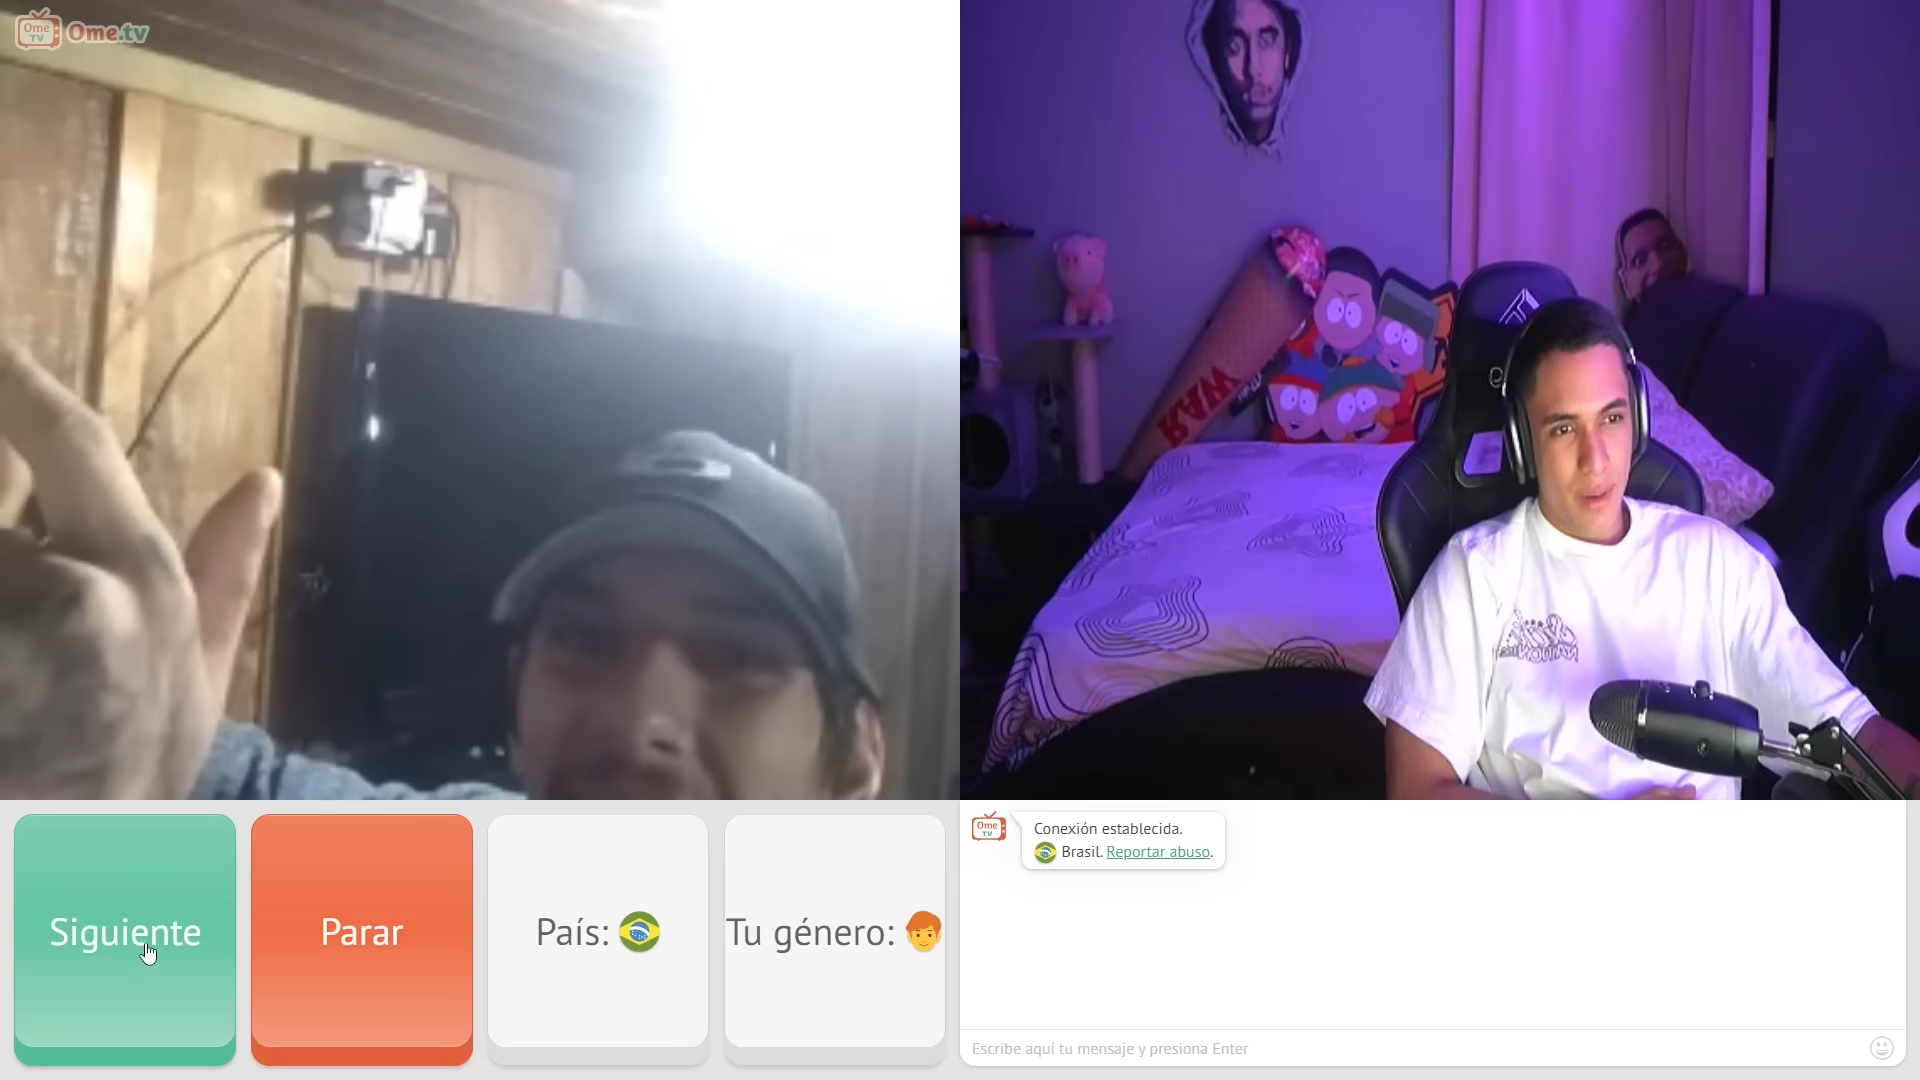 Ome
TV
Ome.tv
RAW
Ome
TV
Conexión establecida.
Brasil. Reportar abuso.
Siguiente
Parar
País:
Tu género:
Escribe aquí tu mensaje y presiona Enter